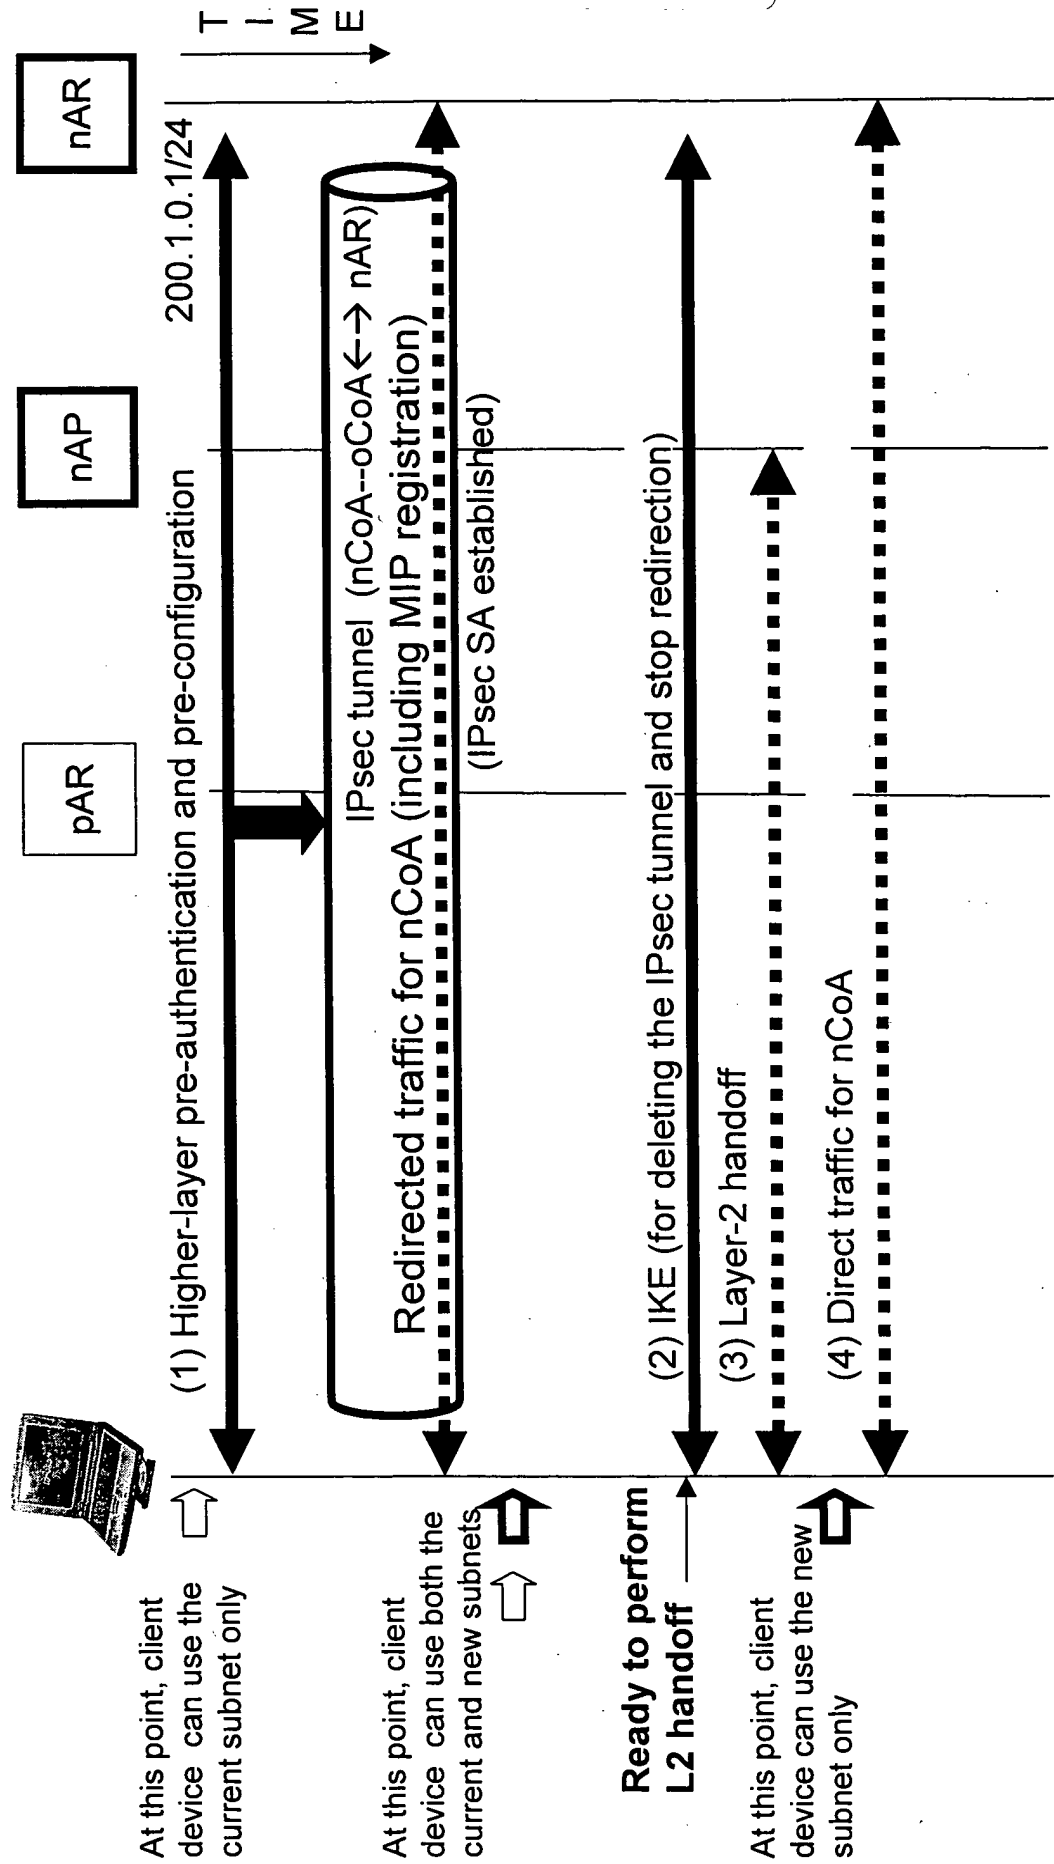 pAR
nAP
nAR
T
I
M
E
200.1.0.1/24
(1) Higher-layer pre-authentication and pre-configuration
At this point, client
device can use the
current subnet only
IPsec tunnel (nCoA--oCoA←→ nAR)
Redirected traffic for nCoA (including MIP registration)
(IPsec SA established)
At this point, client
device can use both the
current and new subnets
(2) IKE (for deleting the IPsec tunnel and stop redirection)
Ready to perform
L2 handoff
(3) Layer-2 handoff
At this point, client
device can use the new
subnet only
(4) Direct traffic for nCoA